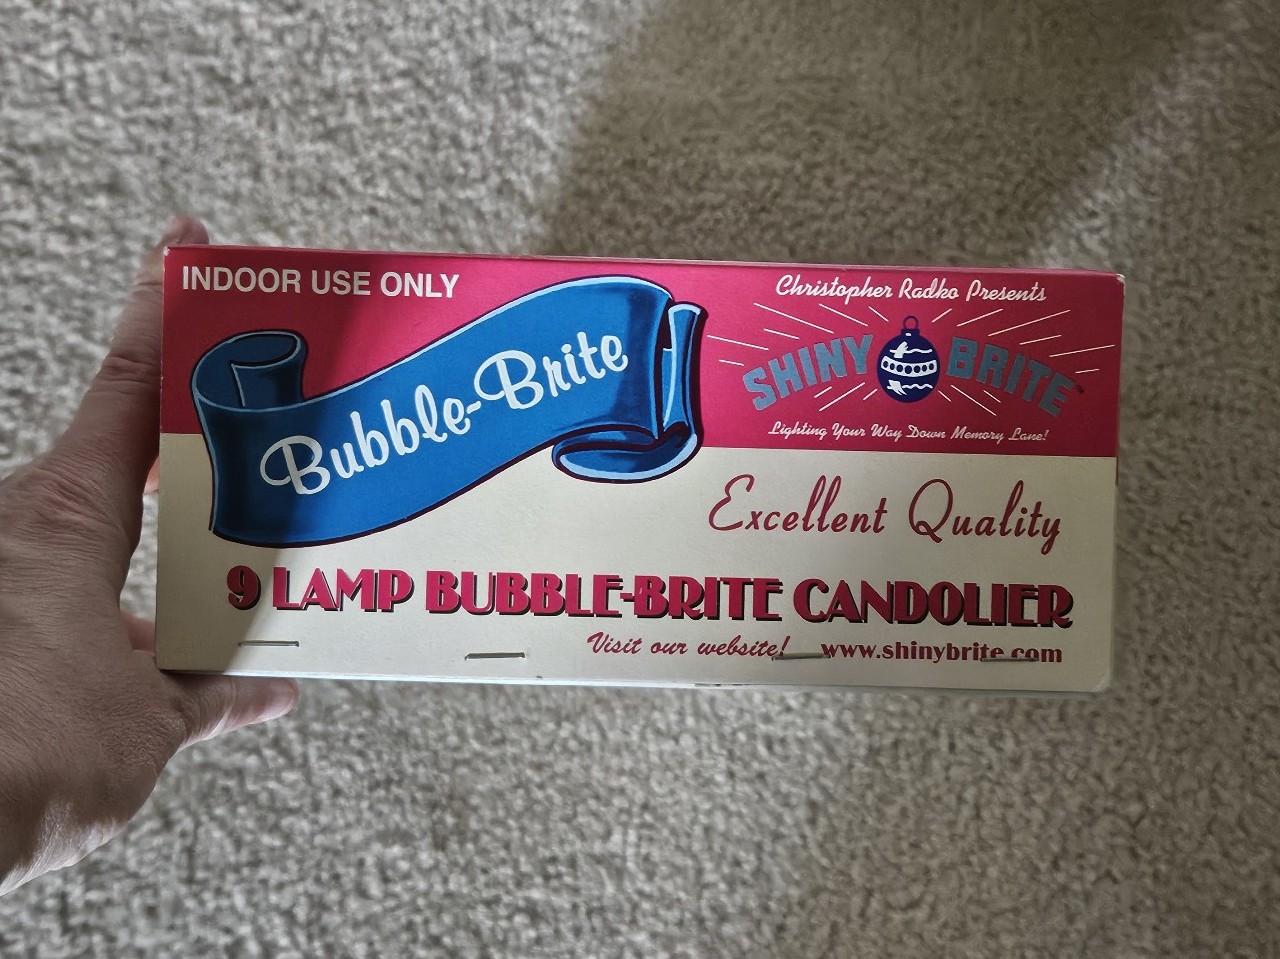 INDOOR USE ONLY
Bubble-Brite
Christopher Radko Presents
SHINY BRITE™
Lighting Your Way Down Memory Lane!
Excellent Quality
9 LAMP BUBBLE-BRITE CANDOLIER
Visit our website! www.shinybrite.com